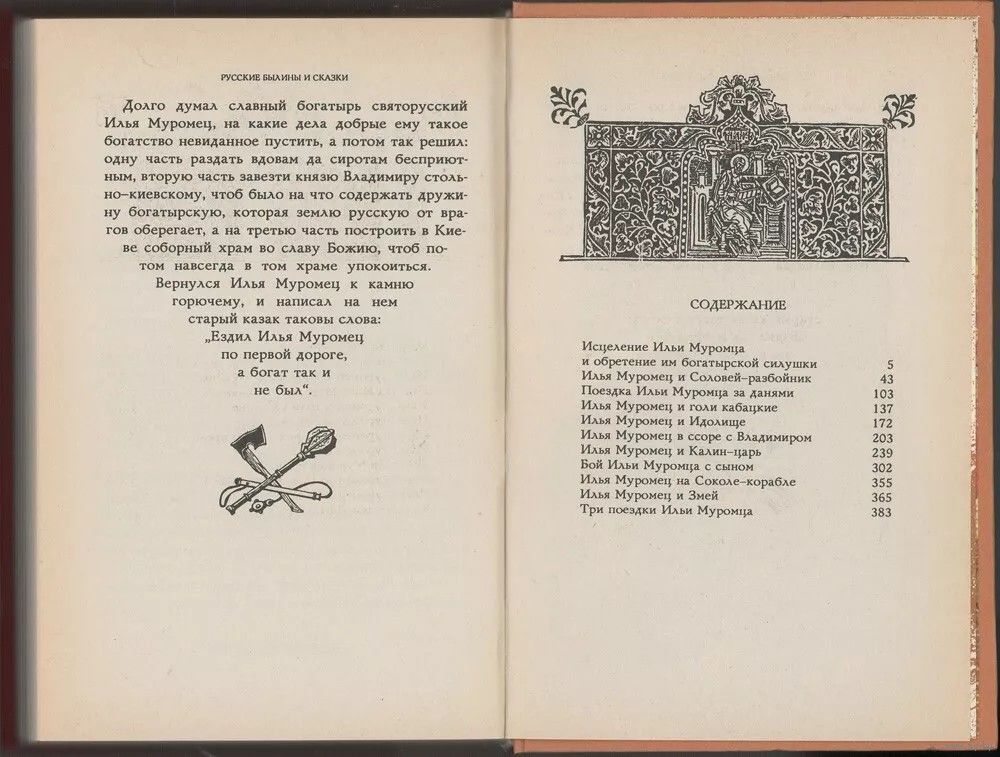 РУССКИЕ БЫЛИНЫ И СКАЗКИ
Долго думал славный богатырь святорусский
Илья Муромец, на какие дела добрые ему такое
богатство невиданное пустить, а потом так решил:
одну часть раздать вдовам да сиротам бесприют-
ным, вторую часть завезти князю Владимиру столь-
но-киевскому, чтоб было на что содержать дружи-
ну богатырскую, которая землю русскую от вра-
гов оберегает, а на третью часть построить в Кие-
ве соборный храм во славу Божию, чтоб по-
том навсегда в том храме упокоиться.
Вернулся Илья Муромец к камню
горючему, и написал на нем
старый казак таковы слова:
„Ездил Илья Муромец
по первой дороге,
а богат так и
не был“.
СОДЕРЖАНИЕ
Исцеление Ильи Муромца
и обретение им богатырской силушки 5
Илья Муромец и Соловей-разбойник 43
Поездка Ильи Муромца за данями 103
Илья Муромец и голи кабацкие 137
Илья Муромец и Идолище 172
Илья Муромец в ссоре с Владимиром 203
Илья Муромец и Калин-царь 239
Бой Ильи Муромца с сыном 302
Илья Муромец на Соколе-корабле 355
Илья Муромец и Змей 365
Три поездки Ильи Муромца 383